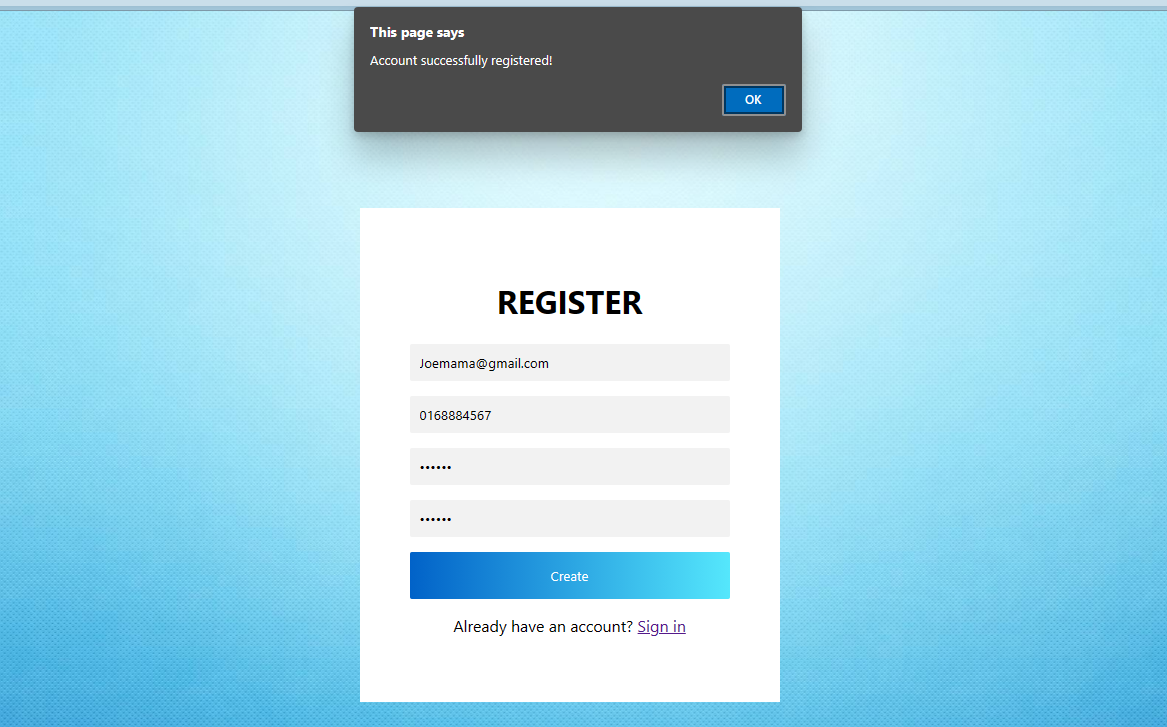 This page says
Account successfully registered!
OK
REGISTER
Joemama@gmail.com
0168884567
••••••
••••••
Create
Already have an account? Sign in